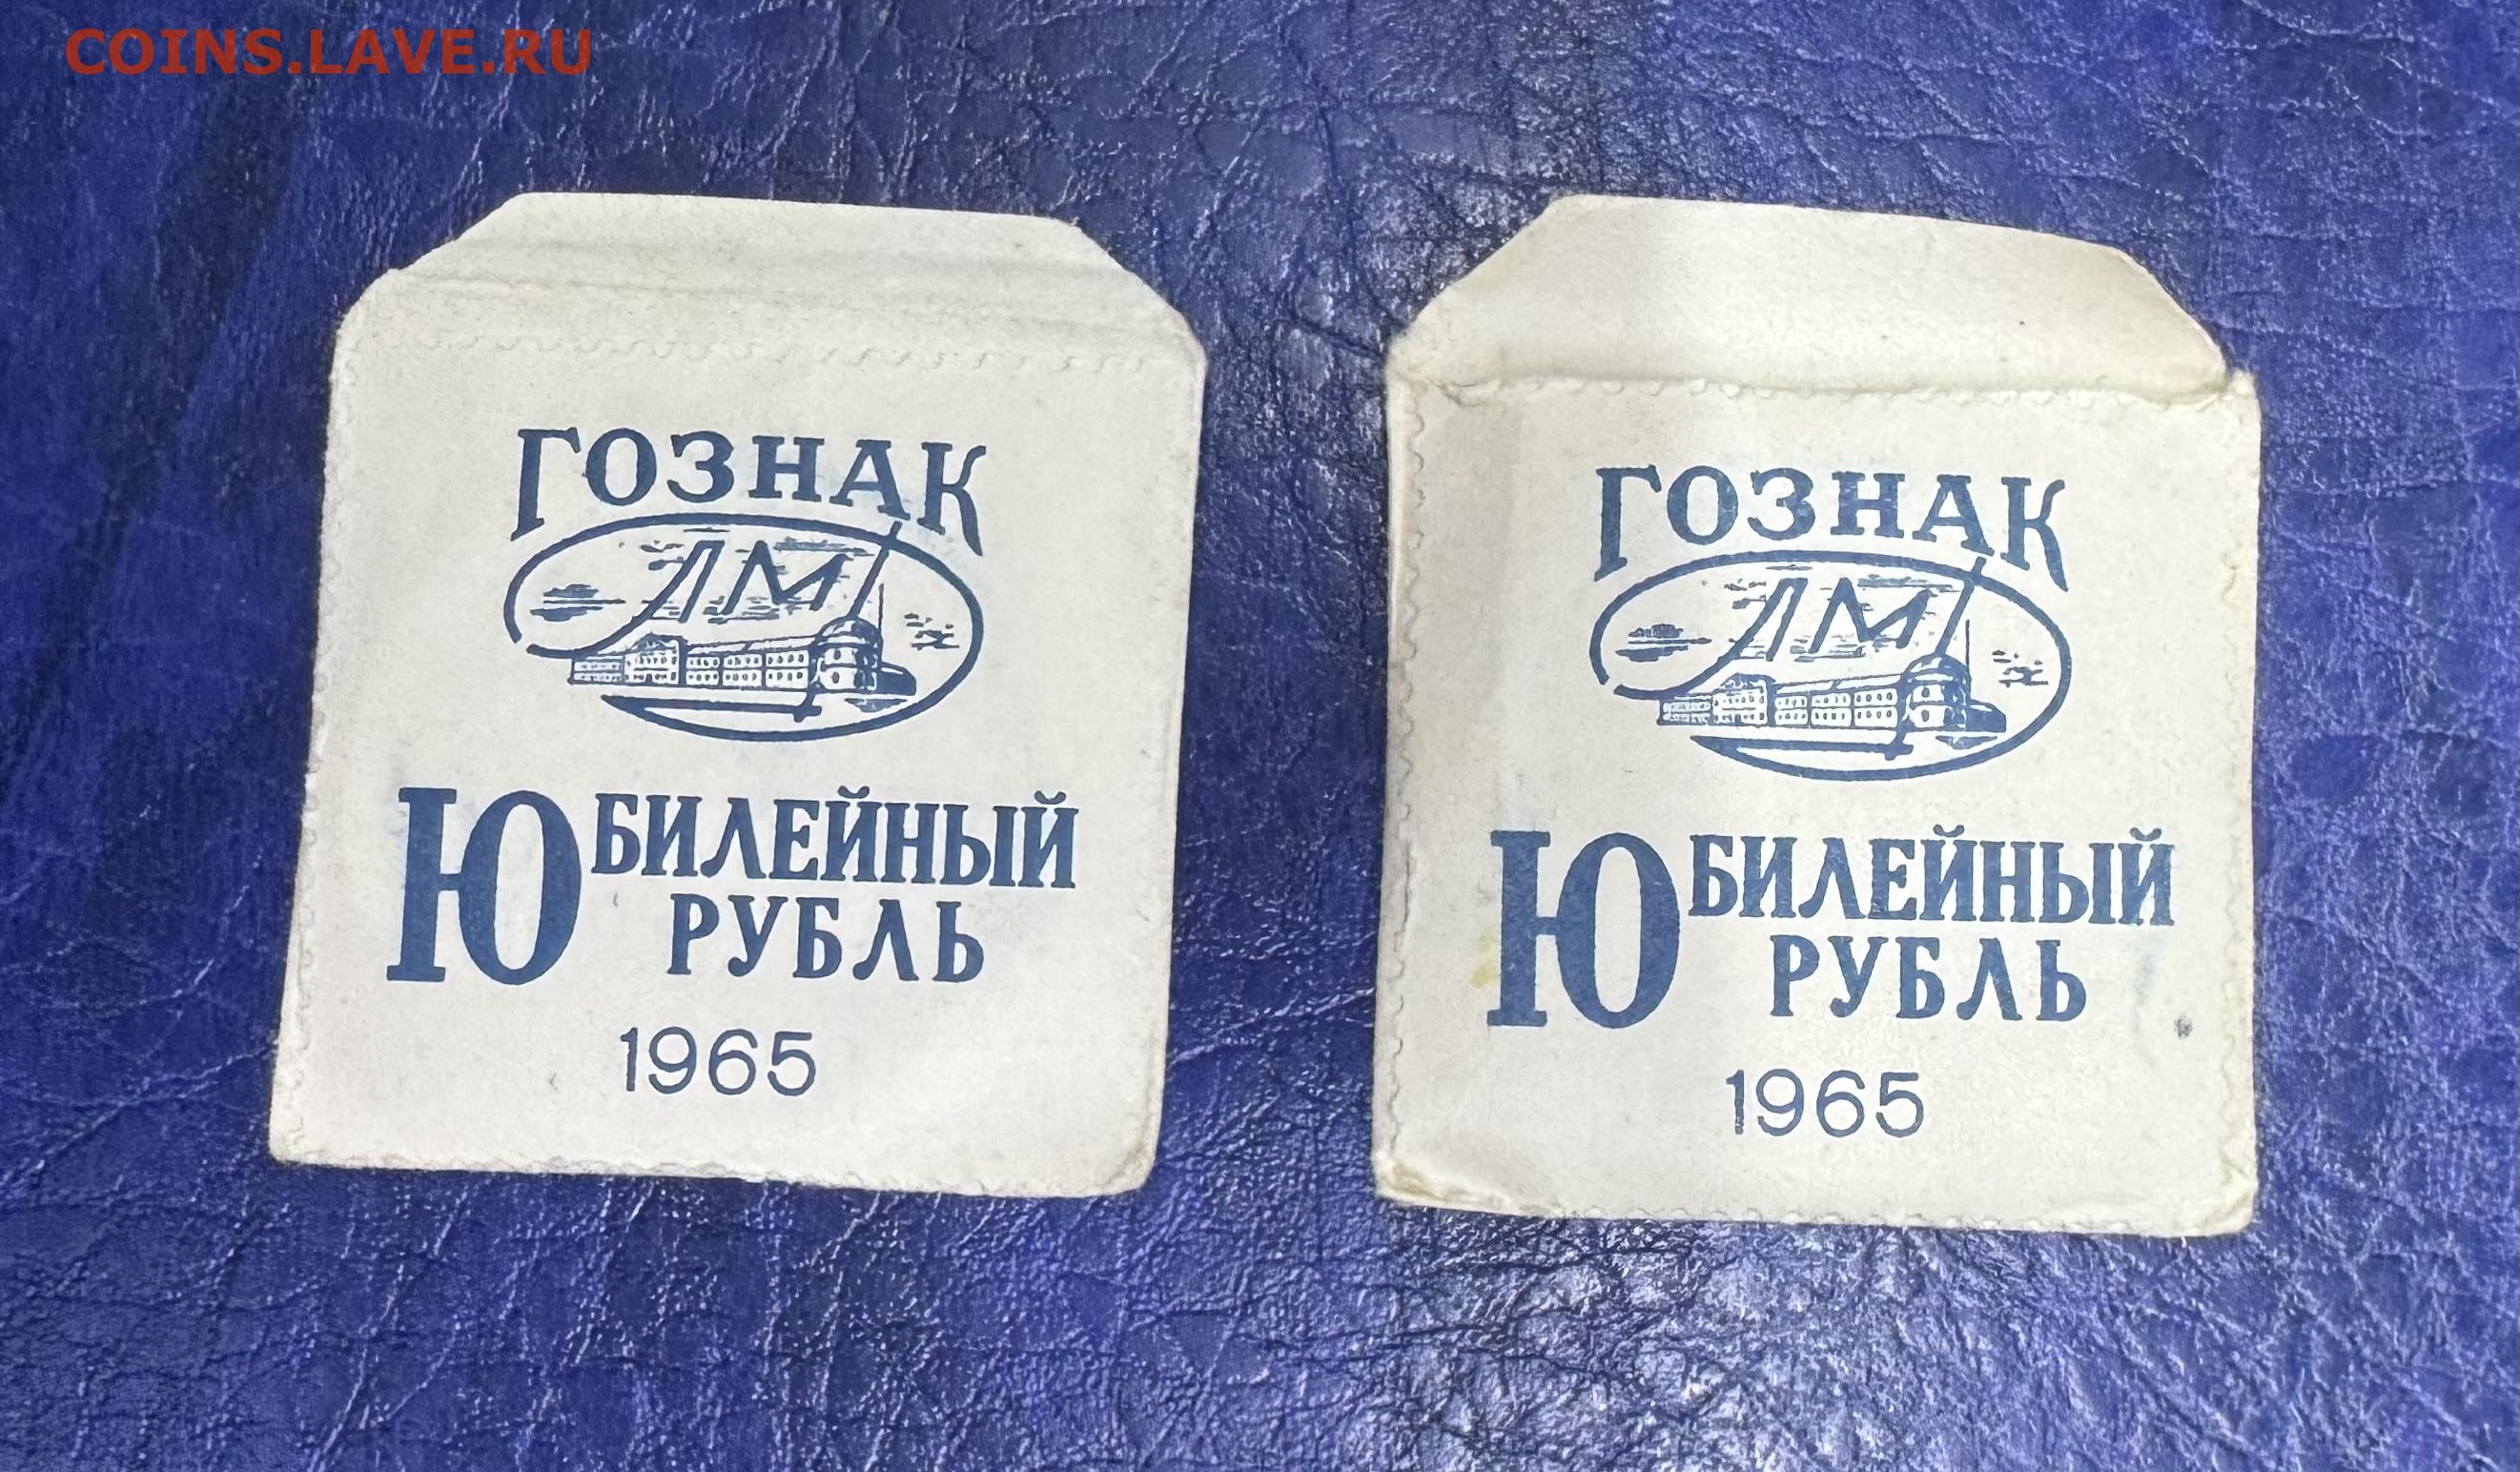 COINS.LAVE.RU
ГОЗНАК
ЛМ
ЮБИЛЕЙНЫЙ
РУБЛЬ
1965
ГОЗНАК
ЛМ
ЮБИЛЕЙНЫЙ
РУБЛЬ
1965